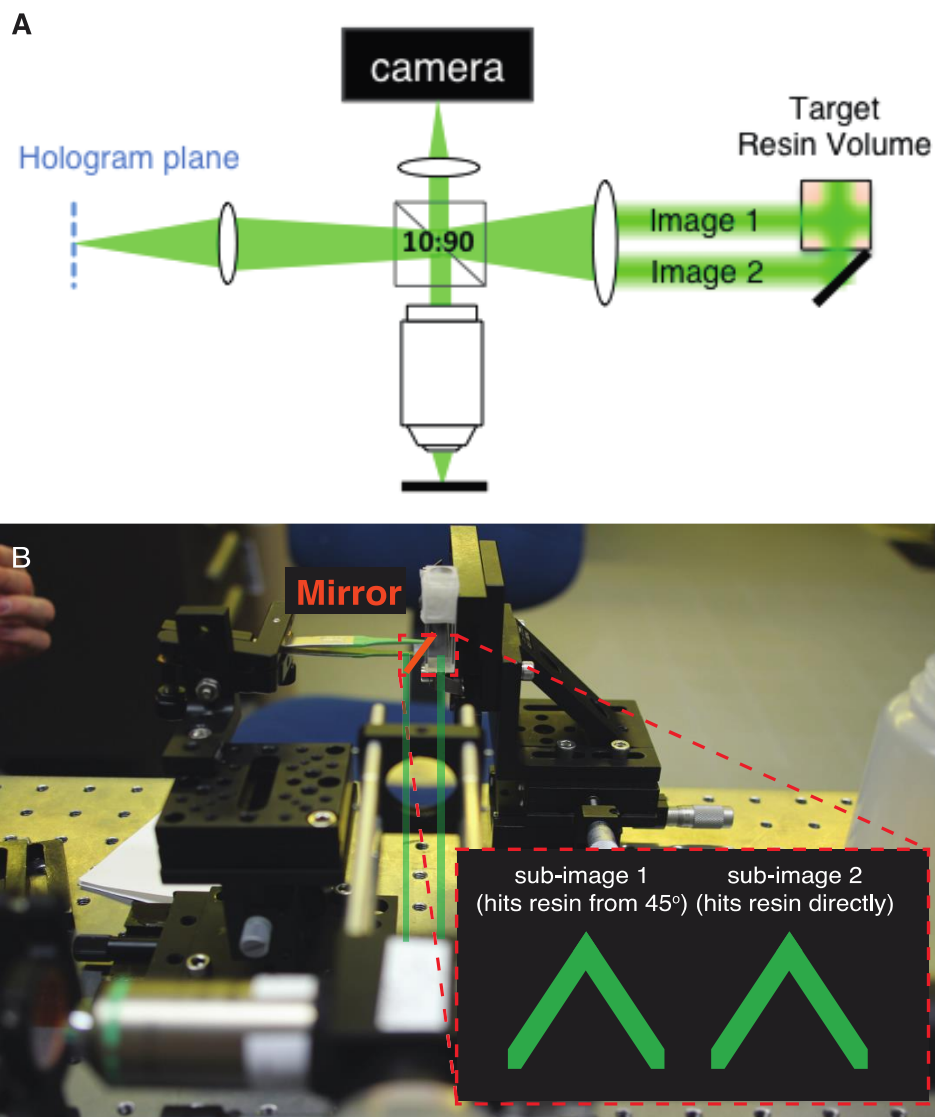 A
camera
Target
Resin Volume
Hologram plane
10:90
Image 1
Image 2
B
Mirror
sub-image 1
(hits resin from 45°)
sub-image 2
(hits resin directly)